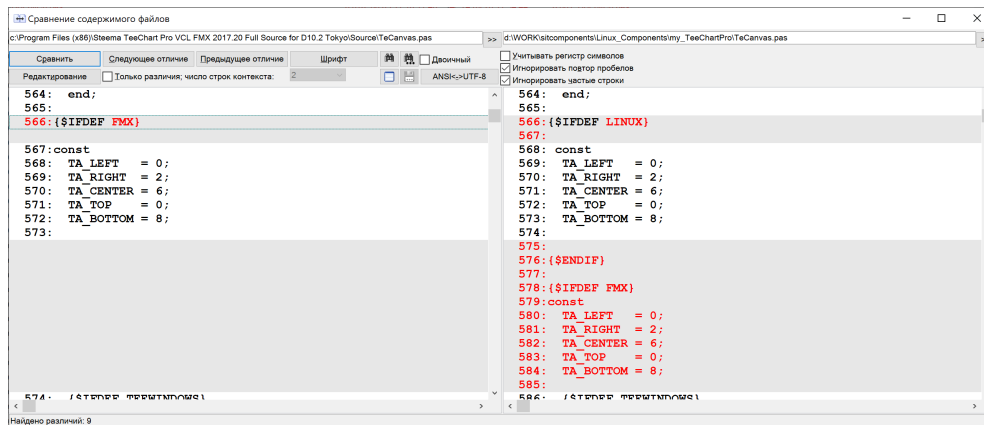 Сравнение содержимого файлов
c:\Program Files (x86)\Steema TeeChart Pro VCL FMX 2017.20 Full Source for D10.2 Tokyo\Source\TeCanvas.pas
>>
d:\WORK\sitcomponents\Linux_Components\my_TeeChartPro\TeCanvas.pas
Сравнить Следующее отличие Предыдущее отличие Шрифт Двоичный
Редактирование Только различия; число строк контекста: 2 ANSI<->UTF-8
Учитывать регистр символов
Игнорировать повтор пробелов
Игнорировать частые строки
564: end;
565:
566:{$IFDEF FMX}
567:const
568: TA_LEFT = 0;
569: TA_RIGHT = 2;
570: TA_CENTER = 6;
571: TA_TOP = 0;
572: TA_BOTTOM = 8;
573:
574: {$IFDEF TEEWINDOWS}
564: end;
565:
566:{$IFDEF LINUX}
567:
568: const
569: TA_LEFT = 0;
570: TA_RIGHT = 2;
571: TA_CENTER = 6;
572: TA_TOP = 0;
573: TA_BOTTOM = 8;
574:
575:
576:{$ENDIF}
577:
578:{$IFDEF FMX}
579:const
580: TA_LEFT = 0;
581: TA_RIGHT = 2;
582: TA_CENTER = 6;
583: TA_TOP = 0;
584: TA_BOTTOM = 8;
585:
586: {$IFDEF TEEWINDOWS}
Найдено различий: 9